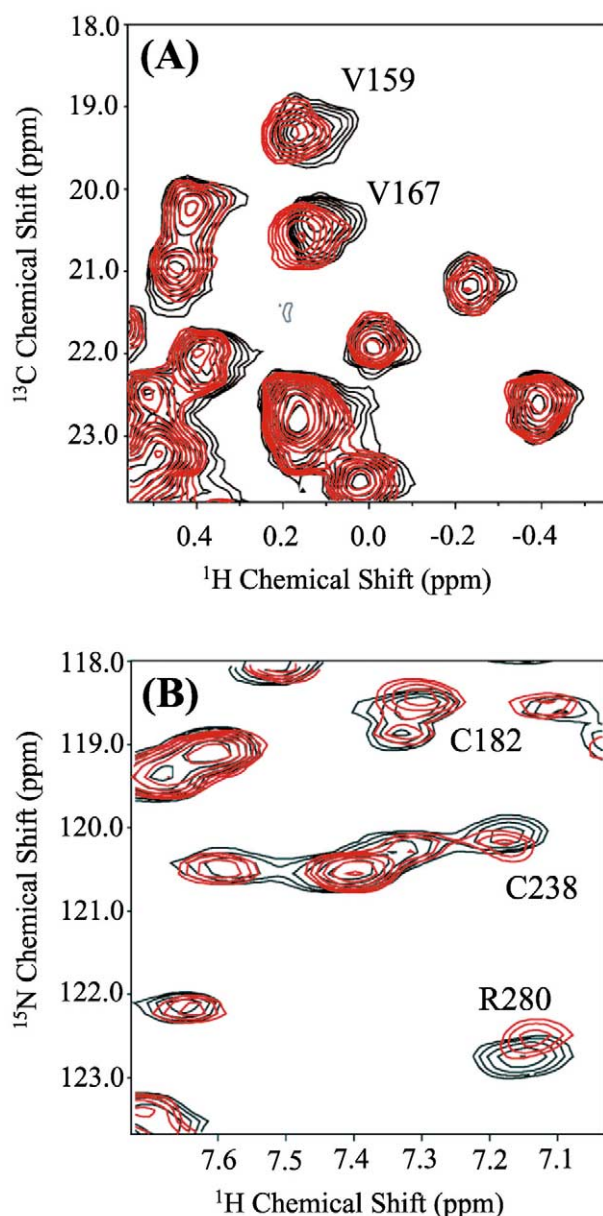 18.0
(A)
V159
19.0
20.0
V167
21.0
22.0
23.0
¹³C Chemical Shift (ppm)
0.4 0.2 0.0 -0.2 -0.4
¹H Chemical Shift (ppm)
118.0
(B)
119.0
C182
120.0
C238
121.0
122.0
R280
123.0
¹⁵N Chemical Shift (ppm)
7.6 7.5 7.4 7.3 7.2 7.1
¹H Chemical Shift (ppm)